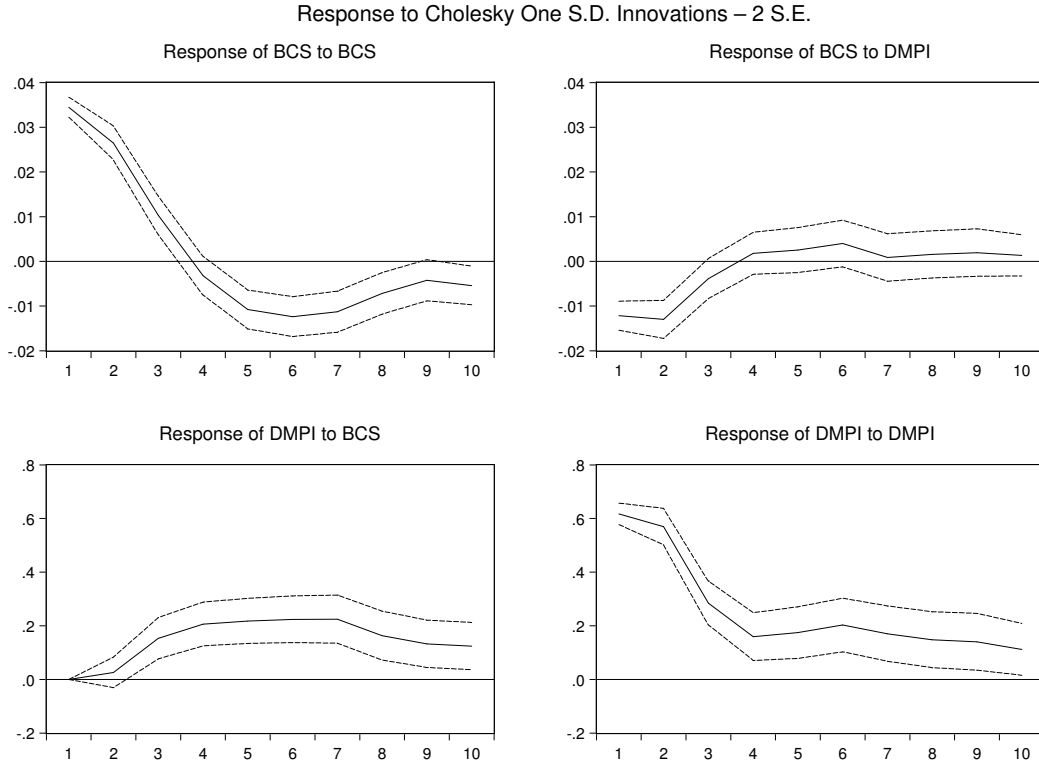 Response to Cholesky One S.D. Innovations – 2 S.E.
Response of BCS to BCS
.04
.03
.02
.01
.00
-.01
-.02
1 2 3 4 5 6 7 8 9 10
Response of BCS to DMPI
.04
.03
.02
.01
.00
-.01
-.02
1 2 3 4 5 6 7 8 9 10
Response of DMPI to BCS
.8
.6
.4
.2
.0
-.2
1 2 3 4 5 6 7 8 9 10
Response of DMPI to DMPI
.8
.6
.4
.2
.0
-.2
1 2 3 4 5 6 7 8 9 10